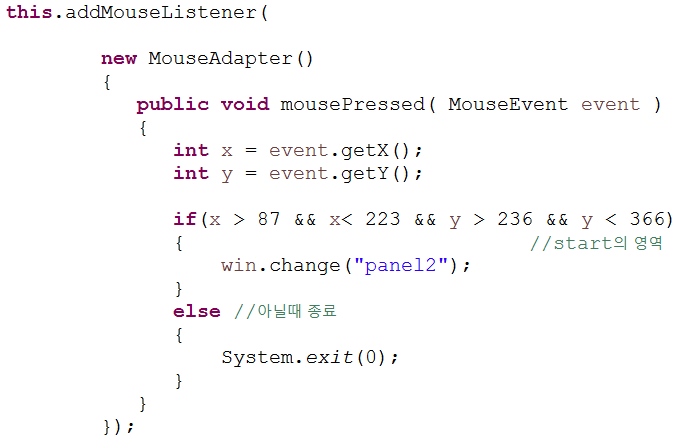 this.addMouseListener(
new MouseAdapter()
{
public void mousePressed( MouseEvent event )
{
int x = event.getX();
int y = event.getY();
if(x > 87 && x< 223 && y > 236 && y < 366)
{ //start의 영역
win.change("panel2");
}
else //아닐때 종료
{
System.exit(0);
}
}
});